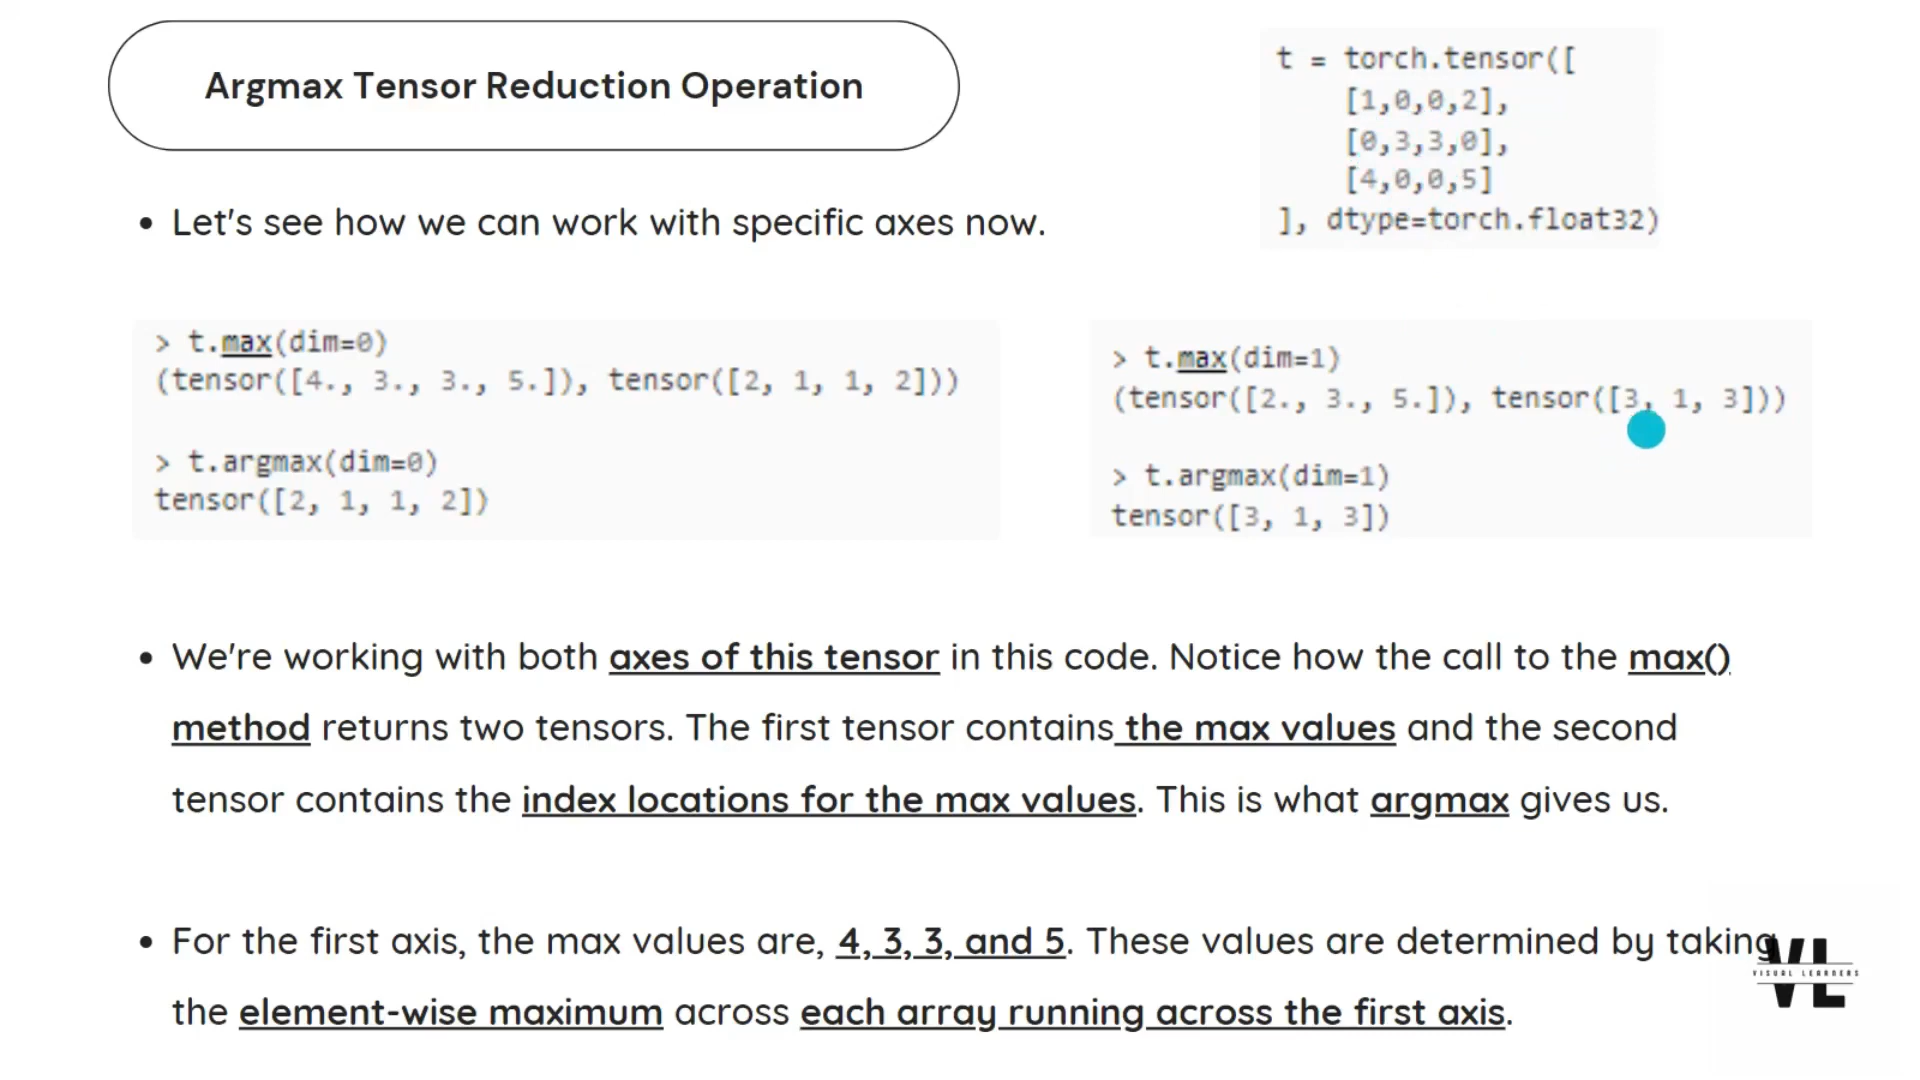 Argmax Tensor Reduction Operation
t = torch.tensor([
[1,0,0,2],
[0,3,3,0],
[4,0,0,5]
], dtype=torch.float32)
• Let's see how we can work with specific axes now.
> t.max(dim=0)
(tensor([4., 3., 3., 5.]), tensor([2, 1, 1, 2]))
> t.argmax(dim=0)
tensor([2, 1, 1, 2])
> t.max(dim=1)
(tensor([2., 3., 5.]), tensor([3, 1, 3]))
> t.argmax(dim=1)
tensor([3, 1, 3])
• We're working with both axes of this tensor in this code. Notice how the call to the max()
method returns two tensors. The first tensor contains the max values and the second
tensor contains the index locations for the max values. This is what argmax gives us.
• For the first axis, the max values are, 4, 3, 3, and 5. These values are determined by taking
the element-wise maximum across each array running across the first axis.
VL
VISUAL LEARNERS